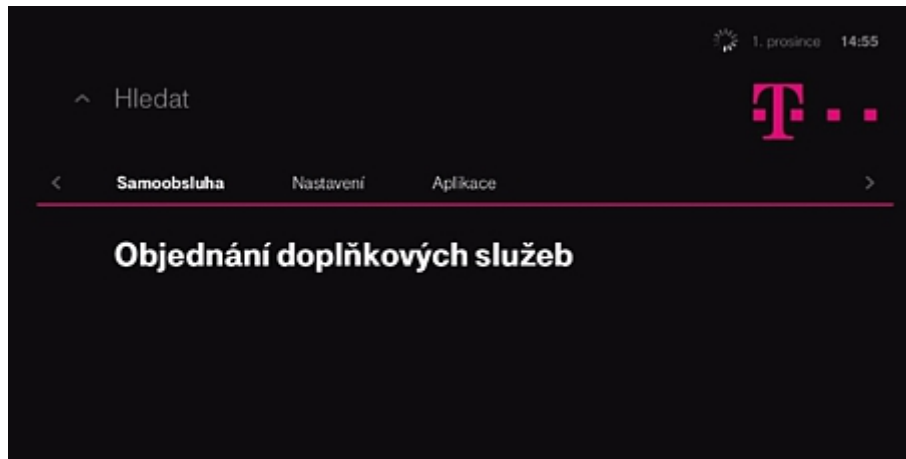 1. prosince 14:55
Hledat
T
Samoobsluha Nastavení Aplikace
Objednání doplňkových služeb